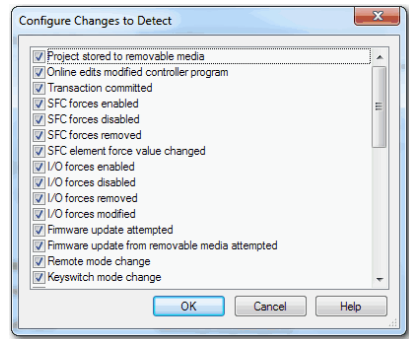 Configure Changes to Detect
Project stored to removable media
Online edits modified controller program
Transaction committed
SFC forces enabled
SFC forces disabled
SFC forces removed
SFC element force value changed
I/O forces enabled
I/O forces disabled
I/O forces removed
I/O forces modified
Firmware update attempted
Firmware update from removable media attempted
Remote mode change
Keyswitch mode change
OK Cancel Help